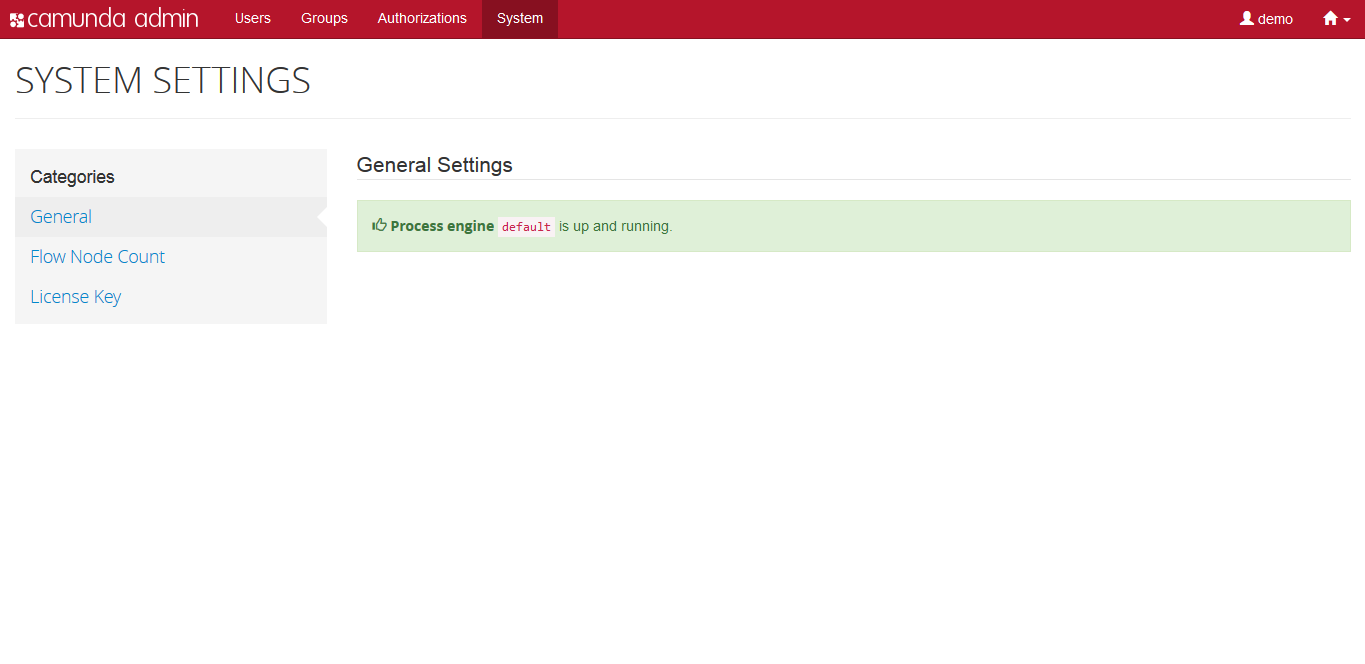 camunda admin Users Groups Authorizations System demo
SYSTEM SETTINGS
Categories
General
Flow Node Count
License Key
General Settings
Process engine default is up and running.